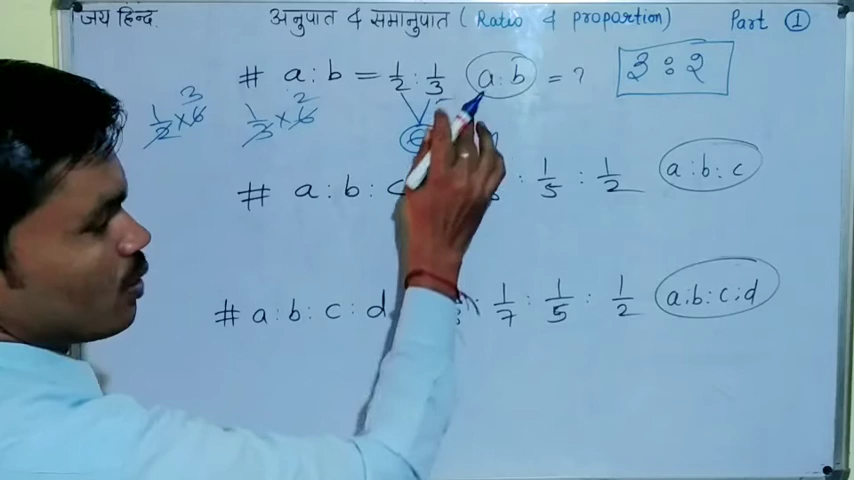 जय हिन्द. अनुपात & समानुपात ( Ratio & proportion) Part ①
# a : b = 1/2 : 1/3 a : b = ? 3 : 2
1/2 × 6 3 1/3 × 6 2
# a : b : c : 1/5 : 1/2 a : b : c
# a : b : c : d : 1/7 : 1/5 : 1/2 a : b : c : d